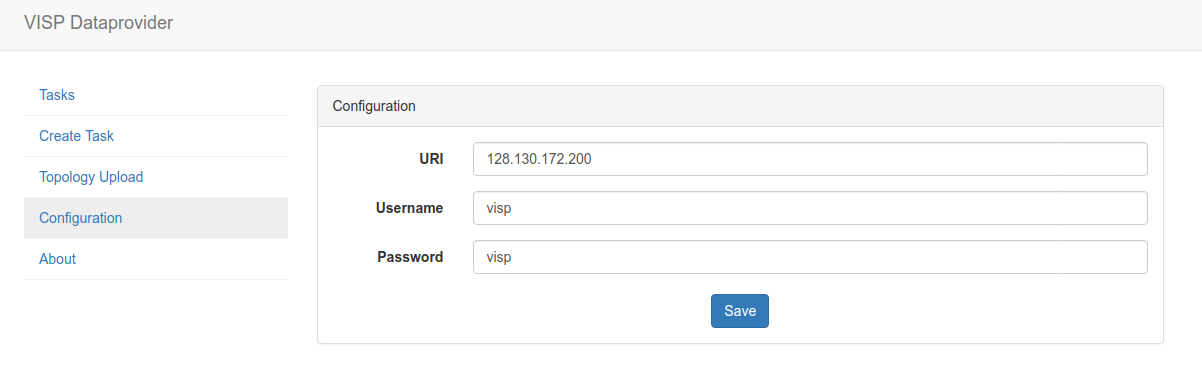 VISP Dataprovider
Tasks
Create Task
Topology Upload
Configuration
About
Configuration
URI 128.130.172.200
Username visp
Password visp
Save